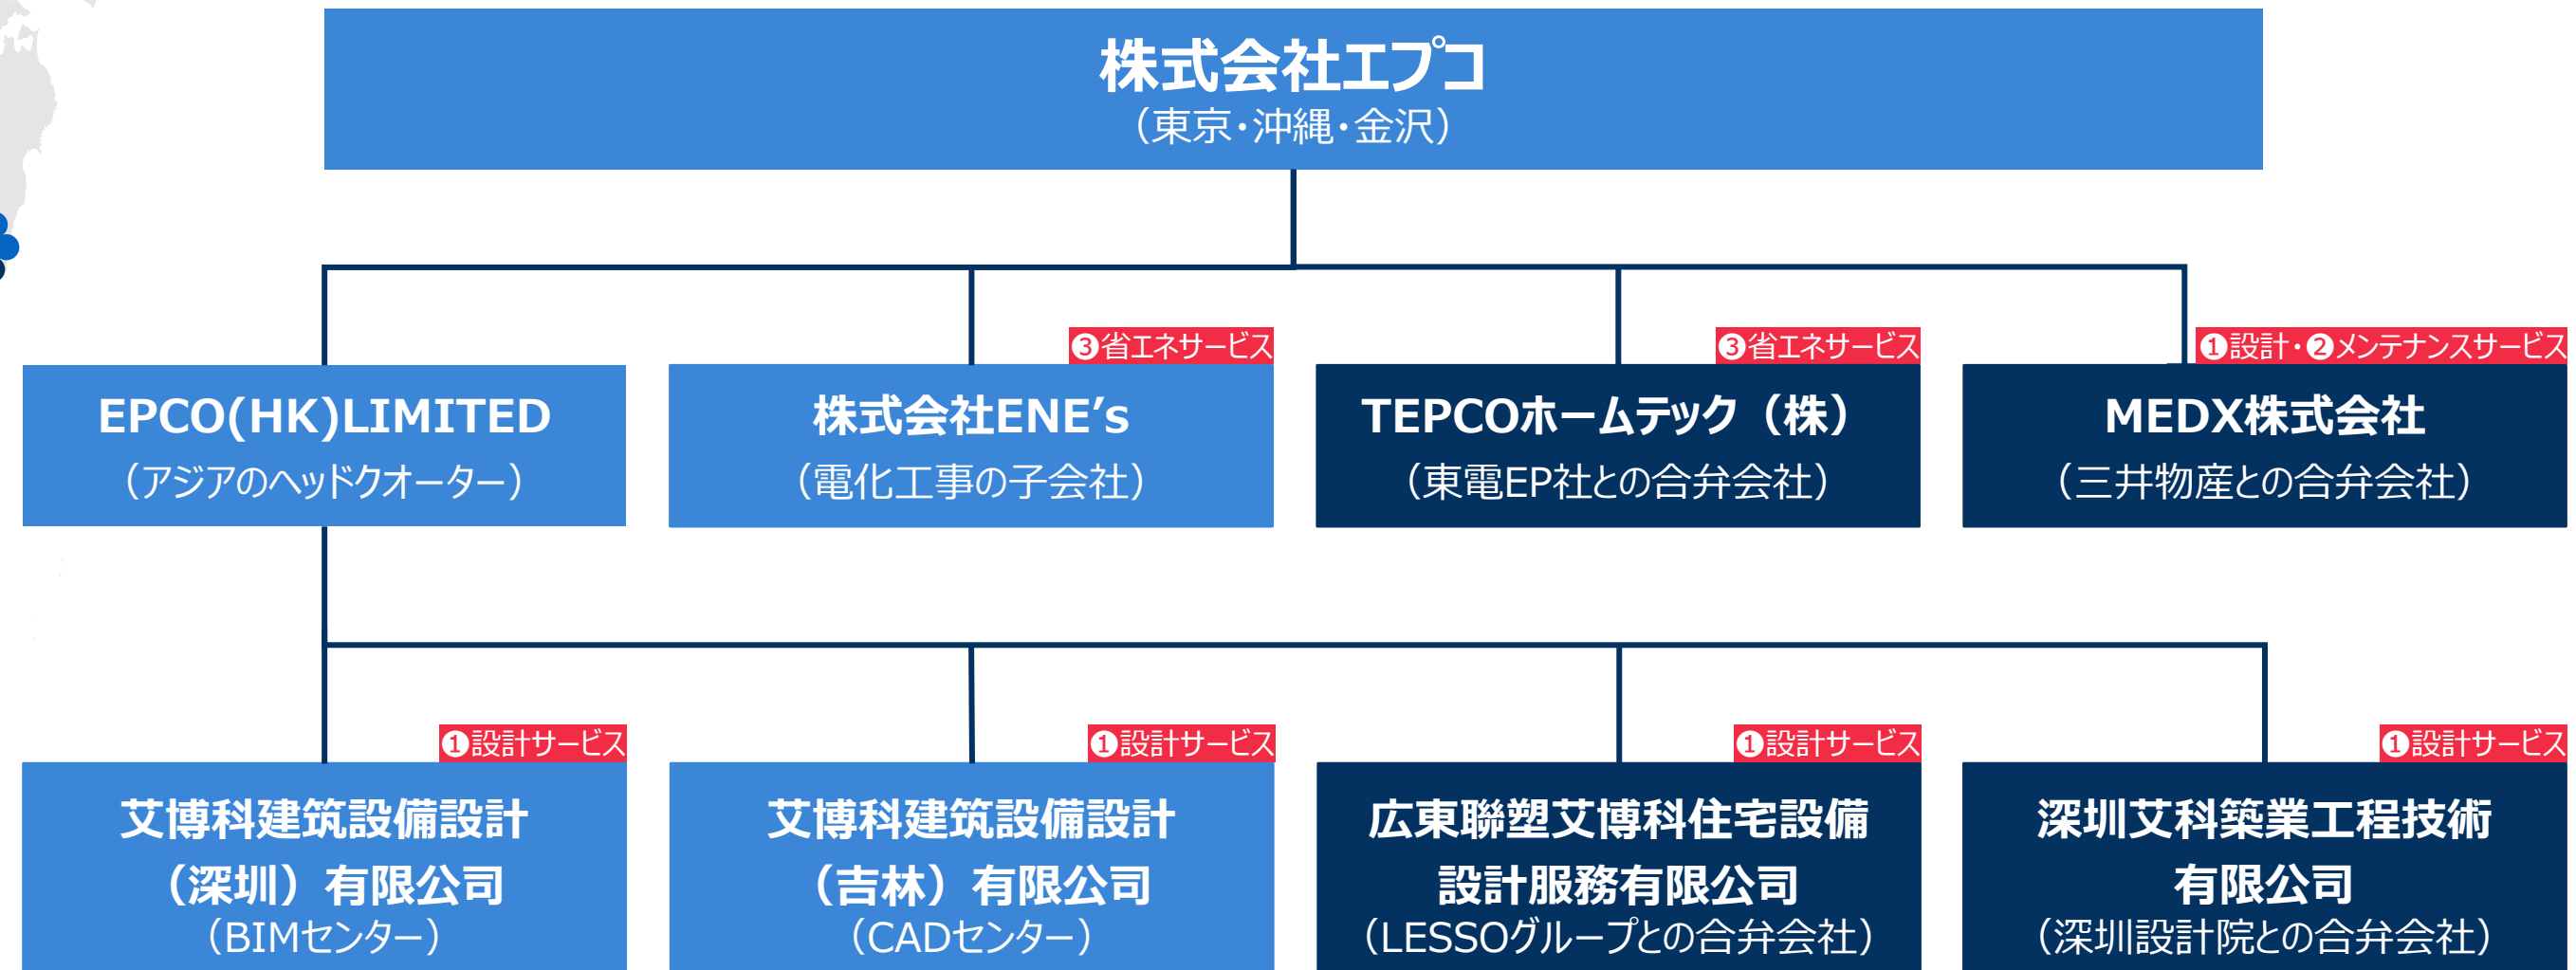 株式会社エプコ
（東京・沖縄・金沢）
❸省エネサービス
❸省エネサービス
❶設計・❷メンテナンスサービス
EPCO(HK)LIMITED
（アジアのヘッドクオーター）
株式会社ENE’s
（電化工事の子会社）
TEPCOホームテック（株）
（東電EP社との合弁会社）
MEDX株式会社
（三井物産との合弁会社）
❶設計サービス
❶設計サービス
❶設計サービス
❶設計サービス
艾博科建筑設備設計
（深圳）有限公司
（BIMセンター）
艾博科建筑設備設計
（吉林）有限公司
（CADセンター）
広東聯塑艾博科住宅設備
設計服務有限公司
（LESSOグループとの合弁会社）
深圳艾科築業工程技術
有限公司
（深圳設計院との合弁会社）